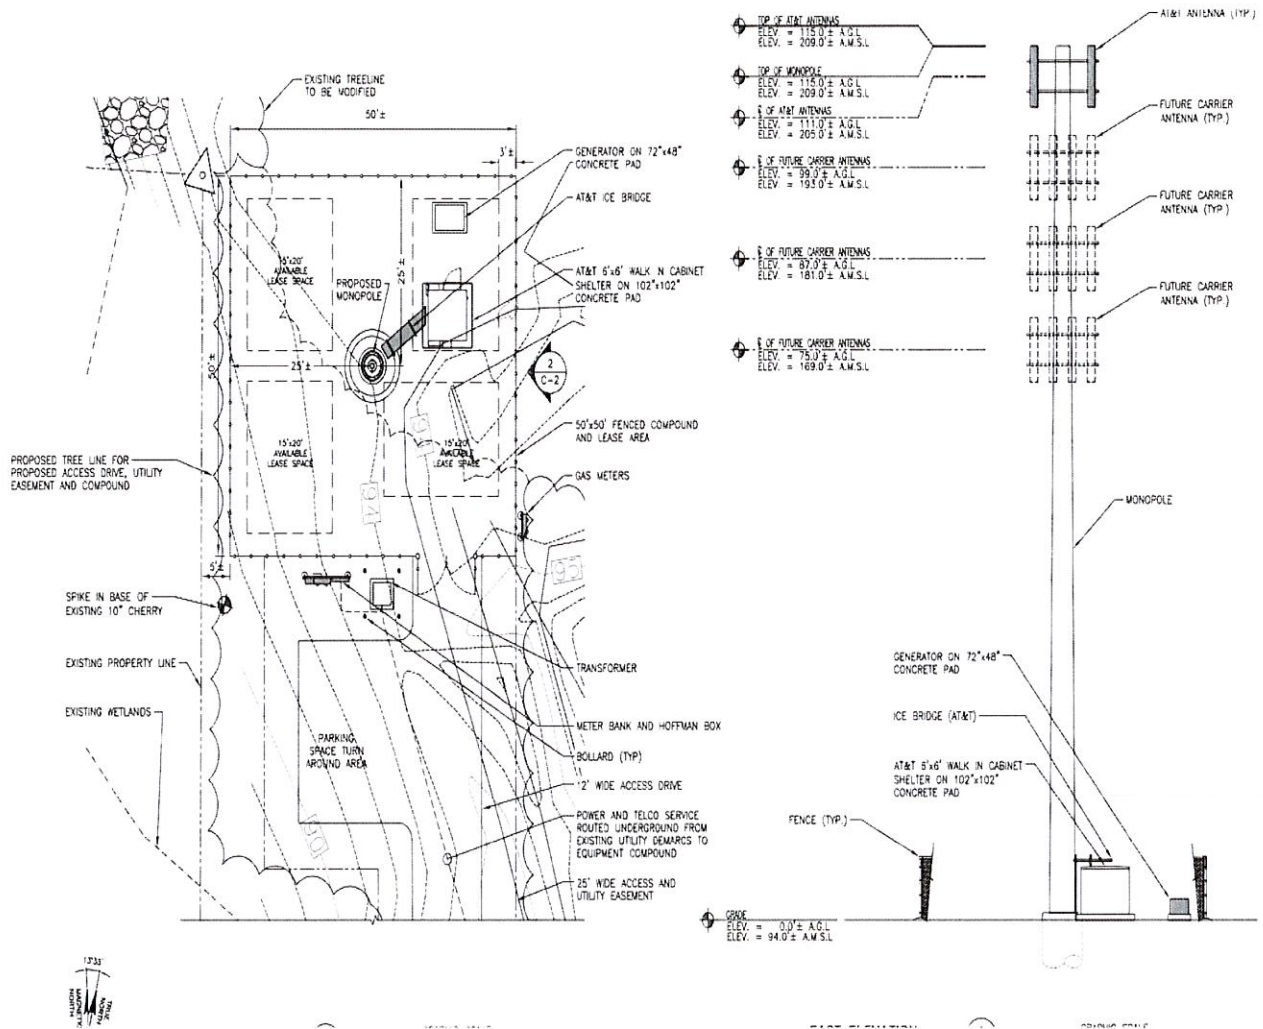 EXISTING TREELINE
TO BE MODIFIED
50'±
3'±
GENERATOR ON 72"x48"
CONCRETE PAD
AT&T ICE BRIDGE
15'x20'
AVAILABLE
LEASE SPACE
PROPOSED
MONOPOLE
25'±
AT&T 6'x6' WALK IN CABINET
SHELTER ON 102"x102"
CONCRETE PAD
50'±
25'±
2
C-2
15'x20'
AVAILABLE
LEASE SPACE
15'x20'
AVAILABLE
LEASE SPACE
50'x50' FENCED COMPOUND
AND LEASE AREA
PROPOSED TREE LINE FOR
PROPOSED ACCESS DRIVE, UTILITY
EASEMENT AND COMPOUND
GAS METERS
94
95
5'±
SPIKE IN BASE OF
EXISTING 10" CHERRY
EXISTING PROPERTY LINE
TRANSFORMER
EXISTING WETLANDS
METER BANK AND HOFFMAN BOX
PARKING
SPACE TURN
AROUND AREA
BOLLARD (TYP)
12' WIDE ACCESS DRIVE
POWER AND TELCO SERVICE
ROUTED UNDERGROUND FROM
EXISTING UTILITY DEMARCS TO
EQUIPMENT COMPOUND
25' WIDE ACCESS AND
UTILITY EASEMENT
TRUE
NORTH
MAGNETIC
NORTH
TOP OF AT&T ANTENNAS
ELEV. = 115.0'± A.G.L
ELEV. = 209.0'± A.M.S.L
TOP OF MONOPOLE
ELEV. = 115.0'± A.G.L
ELEV. = 209.0'± A.M.S.L
℄ OF AT&T ANTENNAS
ELEV. = 111.0'± A.G.L
ELEV. = 205.0'± A.M.S.L
℄ OF FUTURE CARRIER ANTENNAS
ELEV. = 99.0'± A.G.L
ELEV. = 193.0'± A.M.S.L
℄ OF FUTURE CARRIER ANTENNAS
ELEV. = 87.0'± A.G.L
ELEV. = 181.0'± A.M.S.L
℄ OF FUTURE CARRIER ANTENNAS
ELEV. = 75.0'± A.G.L
ELEV. = 169.0'± A.M.S.L
AT&T ANTENNA (TYP.)
FUTURE CARRIER
ANTENNA (TYP.)
FUTURE CARRIER
ANTENNA (TYP.)
FUTURE CARRIER
ANTENNA (TYP.)
MONOPOLE
GENERATOR ON 72"x48"
CONCRETE PAD
ICE BRIDGE (AT&T)
AT&T 6'x6' WALK IN CABINET
SHELTER ON 102"x102"
CONCRETE PAD
FENCE (TYP.)
GRADE
ELEV. = 0.0'± A.G.L
ELEV. = 94.0'± A.M.S.L
EAST ELEVATION
GRAPHIC SCALE